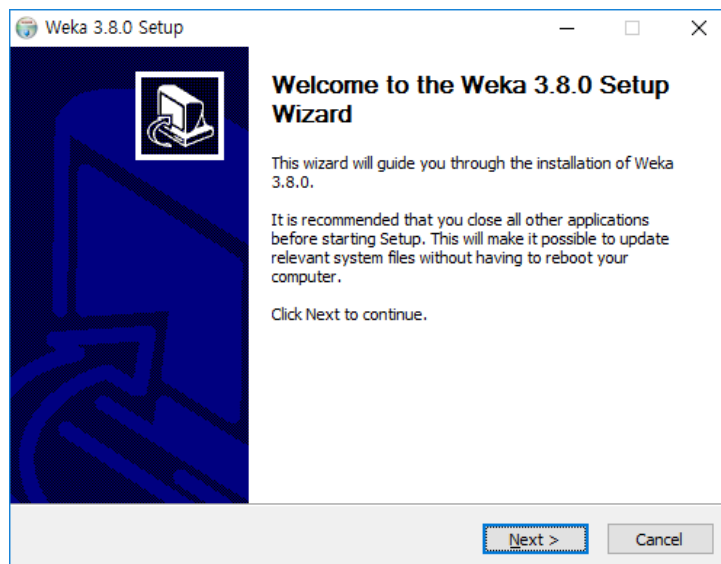 Weka 3.8.0 Setup
Welcome to the Weka 3.8.0 Setup
Wizard
This wizard will guide you through the installation of Weka
3.8.0.
It is recommended that you close all other applications
before starting Setup. This will make it possible to update
relevant system files without having to reboot your
computer.
Click Next to continue.
Next >
Cancel